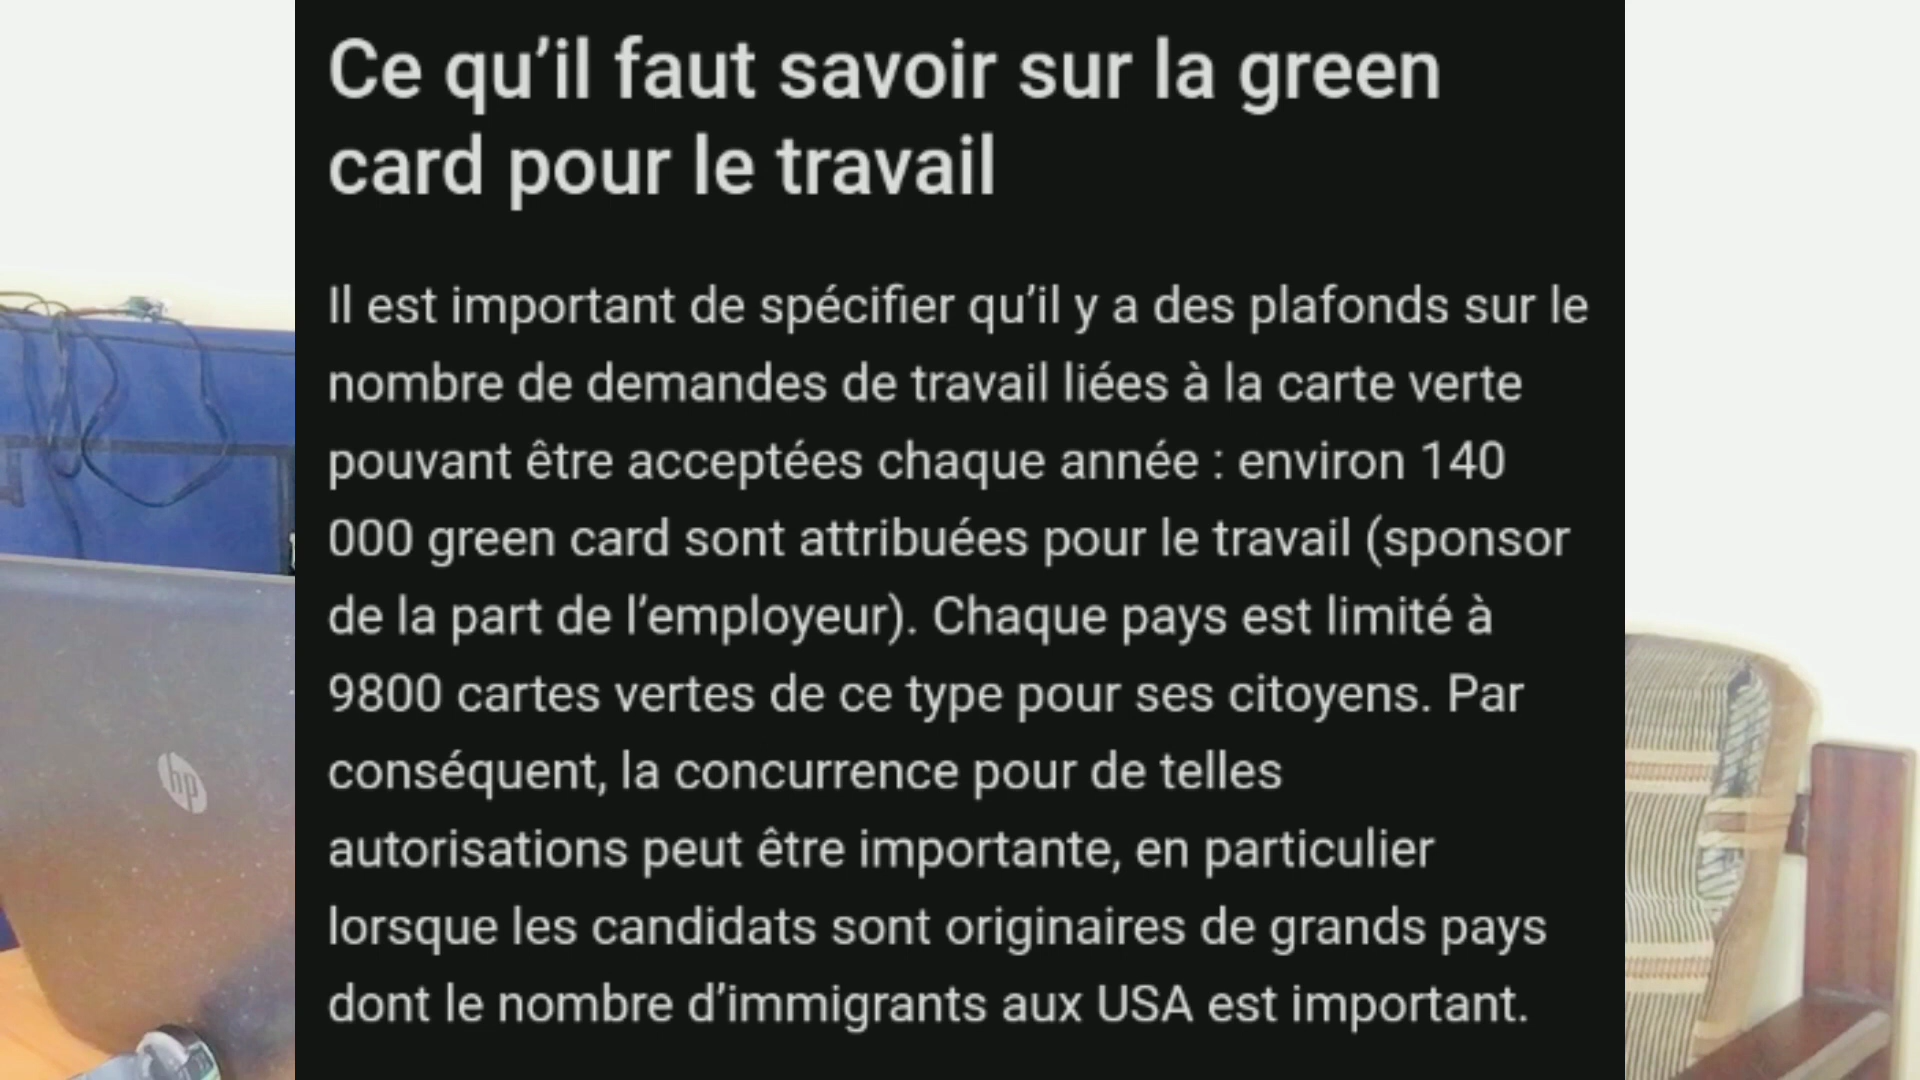 Ce qu’il faut savoir sur la green
card pour le travail
Il est important de spécifier qu’il y a des plafonds sur le
nombre de demandes de travail liées à la carte verte
pouvant être acceptées chaque année : environ 140
000 green card sont attribuées pour le travail (sponsor
de la part de l’employeur). Chaque pays est limité à
9800 cartes vertes de ce type pour ses citoyens. Par
conséquent, la concurrence pour de telles
autorisations peut être importante, en particulier
lorsque les candidats sont originaires de grands pays
dont le nombre d’immigrants aux USA est important.
hp